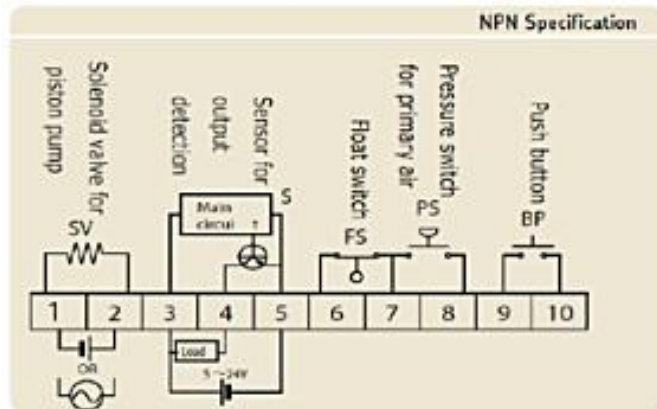 NPN Specification
Solenoid valve for
piston pump
Sensor for
output
detection
Float switch
Pressure switch
for primary air
Push button
SV
Main
circui t
S
FS
PS
BP
1 2 3 4 5 6 7 8 9 10
OR
Load
5 ~24V